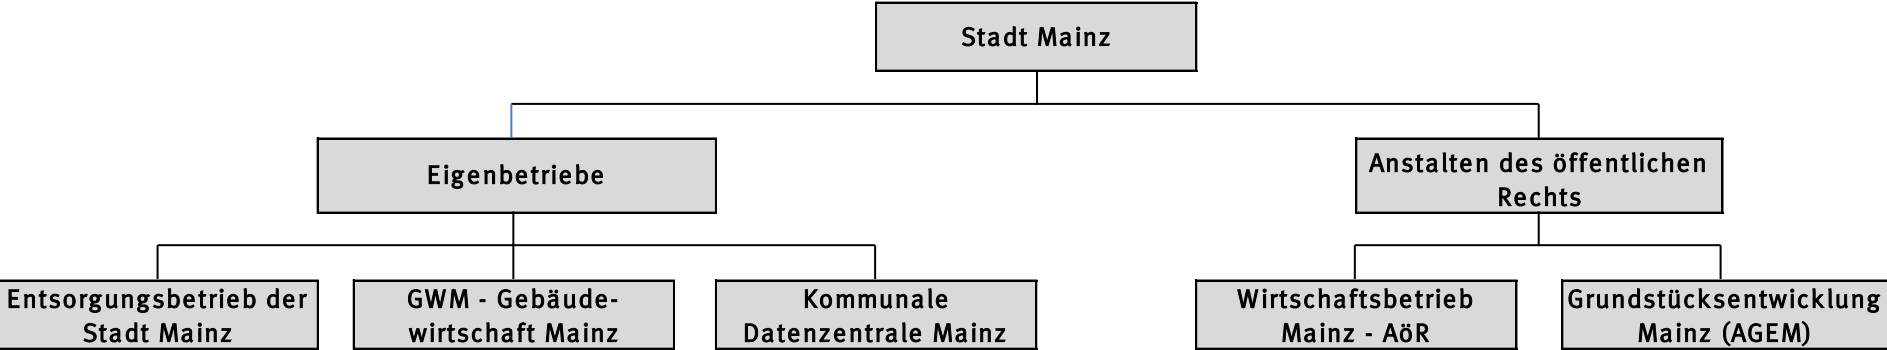 Stadt Mainz
Eigenbetriebe
Anstalten des öffentlichen
Rechts
Entsorgungsbetrieb der
Stadt Mainz
GWM - Gebäude-
wirtschaft Mainz
Kommunale
Datenzentrale Mainz
Wirtschaftsbetrieb
Mainz - AöR
Grundstücksentwicklung
Mainz (AGEM)